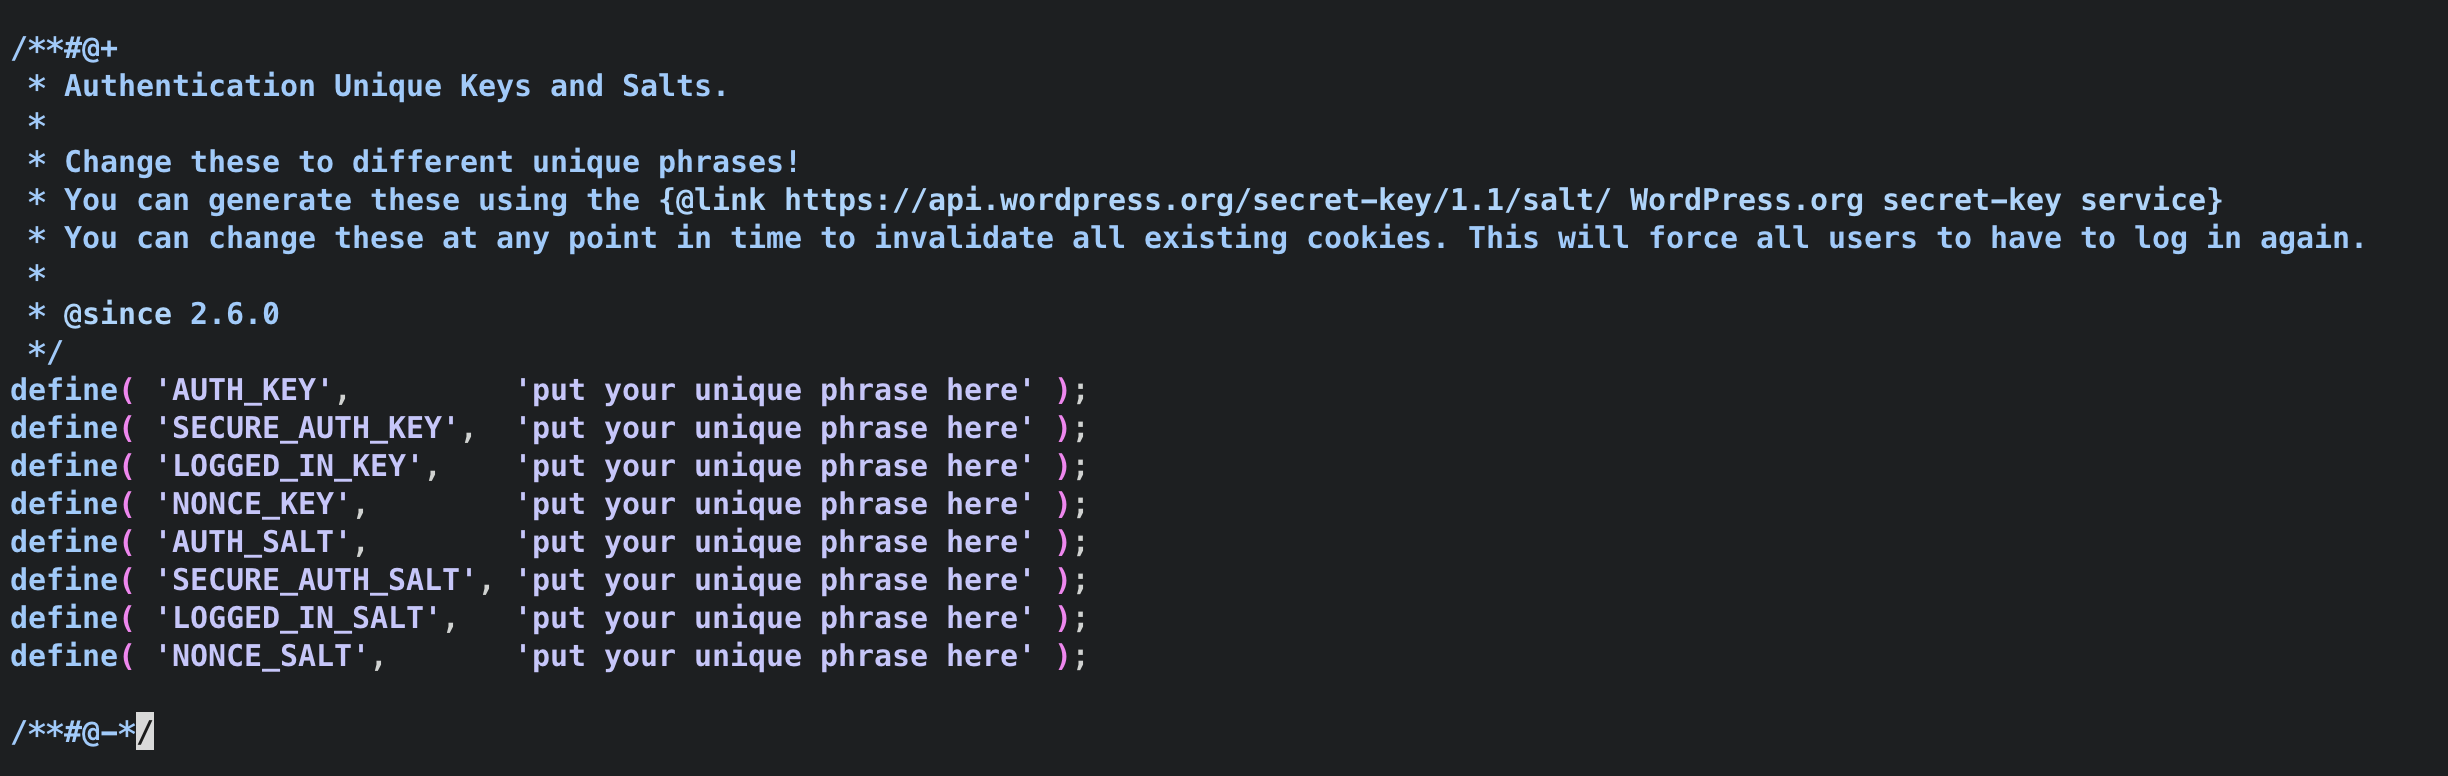 /**#@+
 * Authentication Unique Keys and Salts.
 *
 * Change these to different unique phrases!
 * You can generate these using the {@link https://api.wordpress.org/secret-key/1.1/salt/ WordPress.org secret-key service}
 * You can change these at any point in time to invalidate all existing cookies. This will force all users to have to log in again.
 *
 * @since 2.6.0
 */
define( 'AUTH_KEY',         'put your unique phrase here' );
define( 'SECURE_AUTH_KEY',  'put your unique phrase here' );
define( 'LOGGED_IN_KEY',    'put your unique phrase here' );
define( 'NONCE_KEY',        'put your unique phrase here' );
define( 'AUTH_SALT',        'put your unique phrase here' );
define( 'SECURE_AUTH_SALT', 'put your unique phrase here' );
define( 'LOGGED_IN_SALT',   'put your unique phrase here' );
define( 'NONCE_SALT',       'put your unique phrase here' );

/**#@-*/